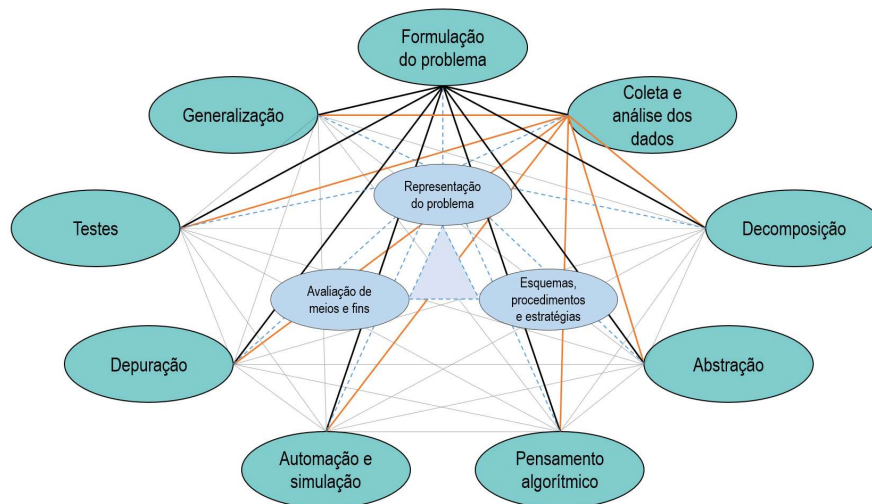 Formulação
do problema
Generalização
Coleta e
análise dos
dados
Representação
do problema
Testes
Decomposição
Avaliação de
meios e fins
Esquemas,
procedimentos
e estratégias
Depuração
Abstração
Automação e
simulação
Pensamento
algorítmico